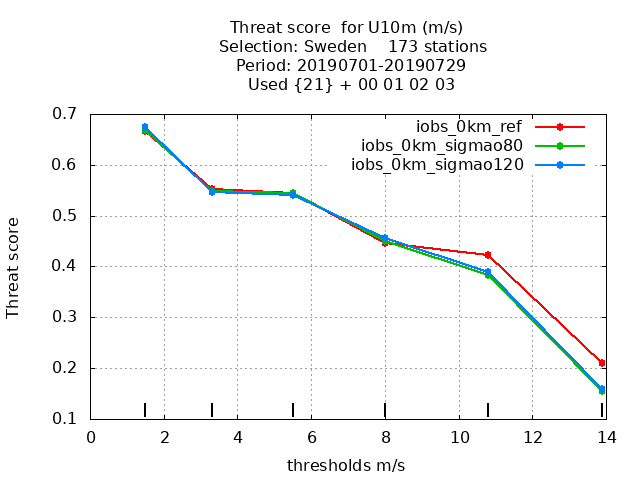 Threat score  for U10m (m/s)
Selection: Sweden    173 stations
Period: 20190701-20190729
Used {21} + 00 01 02 03
iobs_0km_ref
iobs_0km_sigmao80
iobs_0km_sigmao120
Threat score
0.7
0.6
0.5
0.4
0.3
0.2
0.1
0 2 4 6 8 10 12 14
thresholds m/s